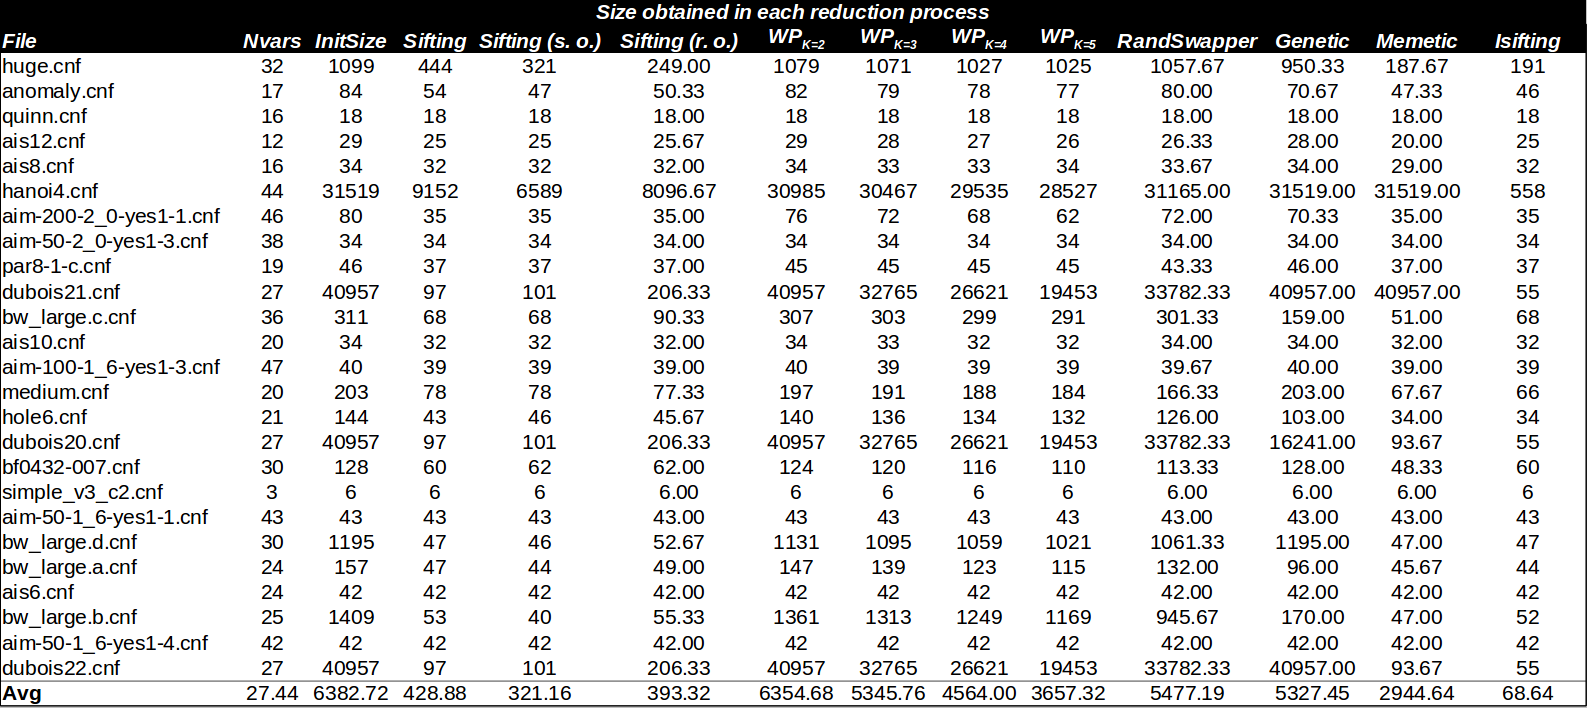 Size obtained in each reduction process
File Nvars InitSize Sifting Sifting (s. o.) Sifting (r. o.) WP K=2 WP K=3 WP K=4 WP K=5 RandSwapper Genetic Memetic Isifting
huge.cnf 32 1099 444 321 249.00 1079 1071 1027 1025 1057.67 950.33 187.67 191
anomaly.cnf 17 84 54 47 50.33 82 79 78 77 80.00 70.67 47.33 46
quinn.cnf 16 18 18 18 18.00 18 18 18 18 18.00 18.00 18.00 18
ais12.cnf 12 29 25 25 25.67 29 28 27 26 26.33 28.00 20.00 25
ais8.cnf 16 34 32 32 32.00 34 33 33 34 33.67 34.00 29.00 32
hanoi4.cnf 44 31519 9152 6589 8096.67 30985 30467 29535 28527 31165.00 31519.00 31519.00 558
aim-200-2_0-yes1-1.cnf 46 80 35 35 35.00 76 72 68 62 72.00 70.33 35.00 35
aim-50-2_0-yes1-3.cnf 38 34 34 34 34.00 34 34 34 34 34.00 34.00 34.00 34
par8-1-c.cnf 19 46 37 37 37.00 45 45 45 45 43.33 46.00 37.00 37
dubois21.cnf 27 40957 97 101 206.33 40957 32765 26621 19453 33782.33 40957.00 40957.00 55
bw_large.c.cnf 36 311 68 68 90.33 307 303 299 291 301.33 159.00 51.00 68
ais10.cnf 20 34 32 32 32.00 34 33 32 32 34.00 34.00 32.00 32
aim-100-1_6-yes1-3.cnf 47 40 39 39 39.00 40 39 39 39 39.67 40.00 39.00 39
medium.cnf 20 203 78 78 77.33 197 191 188 184 166.33 203.00 67.67 66
hole6.cnf 21 144 43 46 45.67 140 136 134 132 126.00 103.00 34.00 34
dubois20.cnf 27 40957 97 101 206.33 40957 32765 26621 19453 33782.33 16241.00 93.67 55
bf0432-007.cnf 30 128 60 62 62.00 124 120 116 110 113.33 128.00 48.33 60
simple_v3_c2.cnf 3 6 6 6 6.00 6 6 6 6 6.00 6.00 6.00 6
aim-50-1_6-yes1-1.cnf 43 43 43 43 43.00 43 43 43 43 43.00 43.00 43.00 43
bw_large.d.cnf 30 1195 47 46 52.67 1131 1095 1059 1021 1061.33 1195.00 47.00 47
bw_large.a.cnf 24 157 47 44 49.00 147 139 123 115 132.00 96.00 45.67 44
ais6.cnf 24 42 42 42 42.00 42 42 42 42 42.00 42.00 42.00 42
bw_large.b.cnf 25 1409 53 40 55.33 1361 1313 1249 1169 945.67 170.00 47.00 52
aim-50-1_6-yes1-4.cnf 42 42 42 42 42.00 42 42 42 42 42.00 42.00 42.00 42
dubois22.cnf 27 40957 97 101 206.33 40957 32765 26621 19453 33782.33 40957.00 93.67 55
Avg 27.44 6382.72 428.88 321.16 393.32 6354.68 5345.76 4564.00 3657.32 5477.19 5327.45 2944.64 68.64